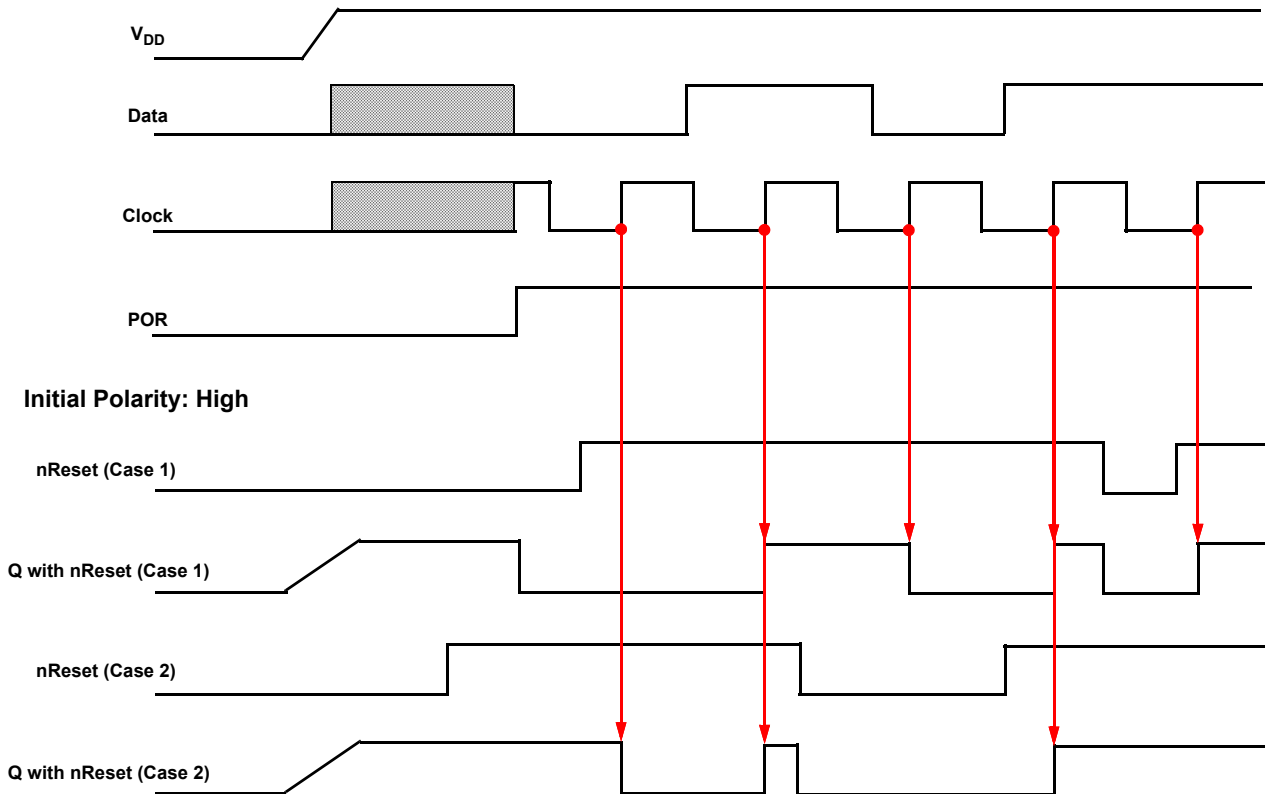 VDD
Data
Clock
POR
Initial Polarity: High
nReset (Case 1)
Q with nReset (Case 1)
nReset (Case 2)
Q with nReset (Case 2)